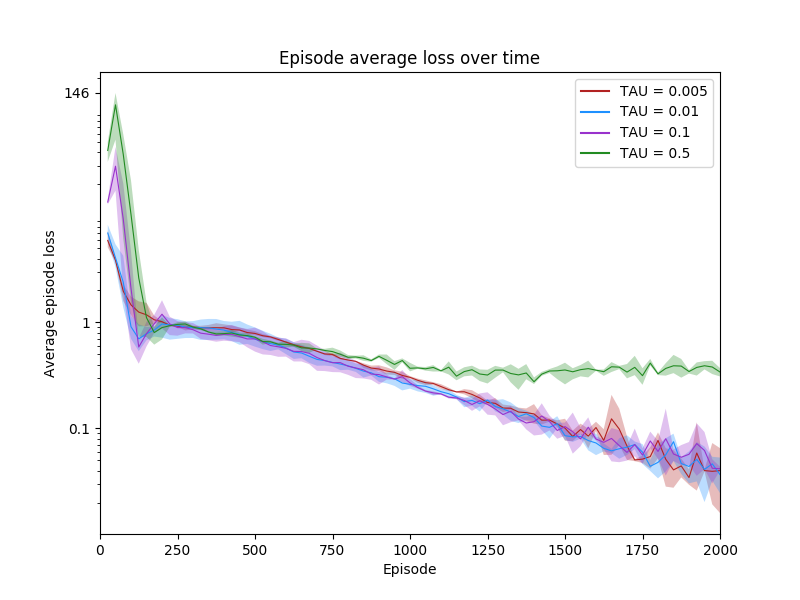 Episode average loss over time
146
1
0.1
Average episode loss
TAU = 0.005
TAU = 0.01
TAU = 0.1
TAU = 0.5
0 250 500 750 1000 1250 1500 1750 2000
Episode